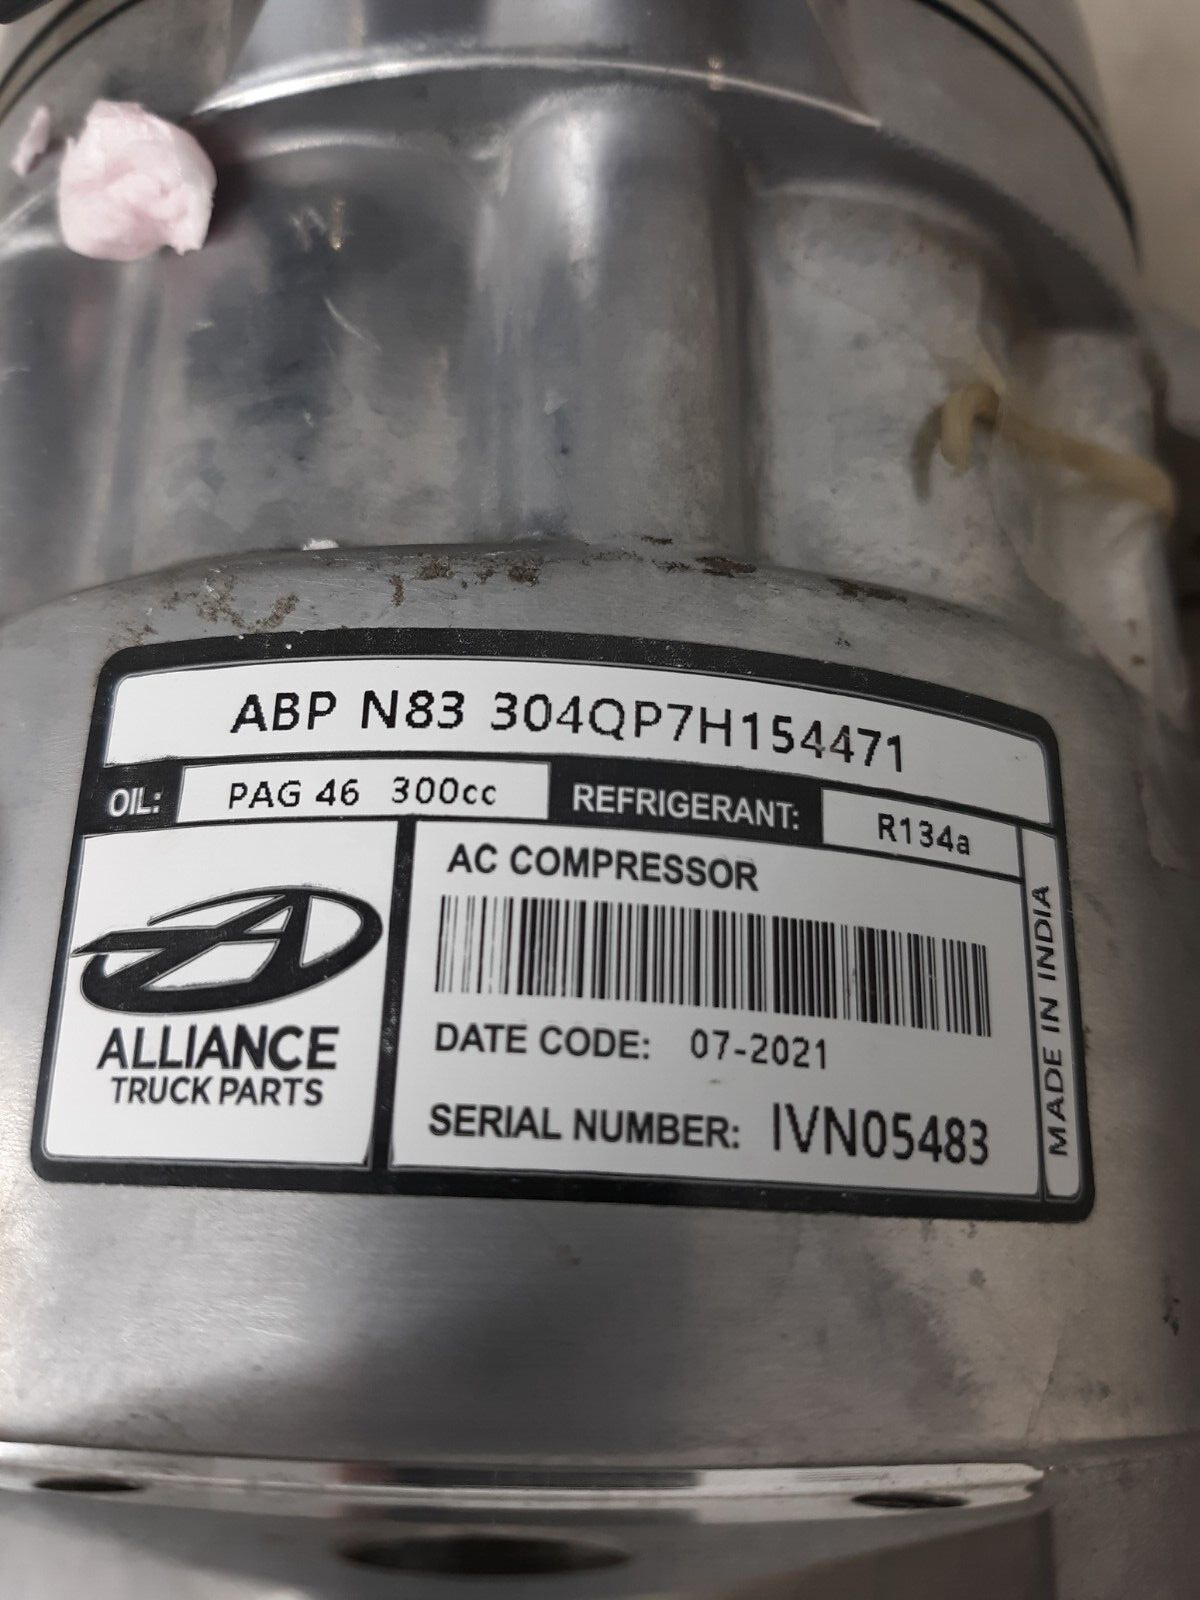 ABP N83 304QP7H154471
OIL: PAG 46 300cc REFRIGERANT: R134a
AC COMPRESSOR
ALLIANCE
TRUCK PARTS
DATE CODE: 07-2021
SERIAL NUMBER: IVN05483
MADE IN INDIA